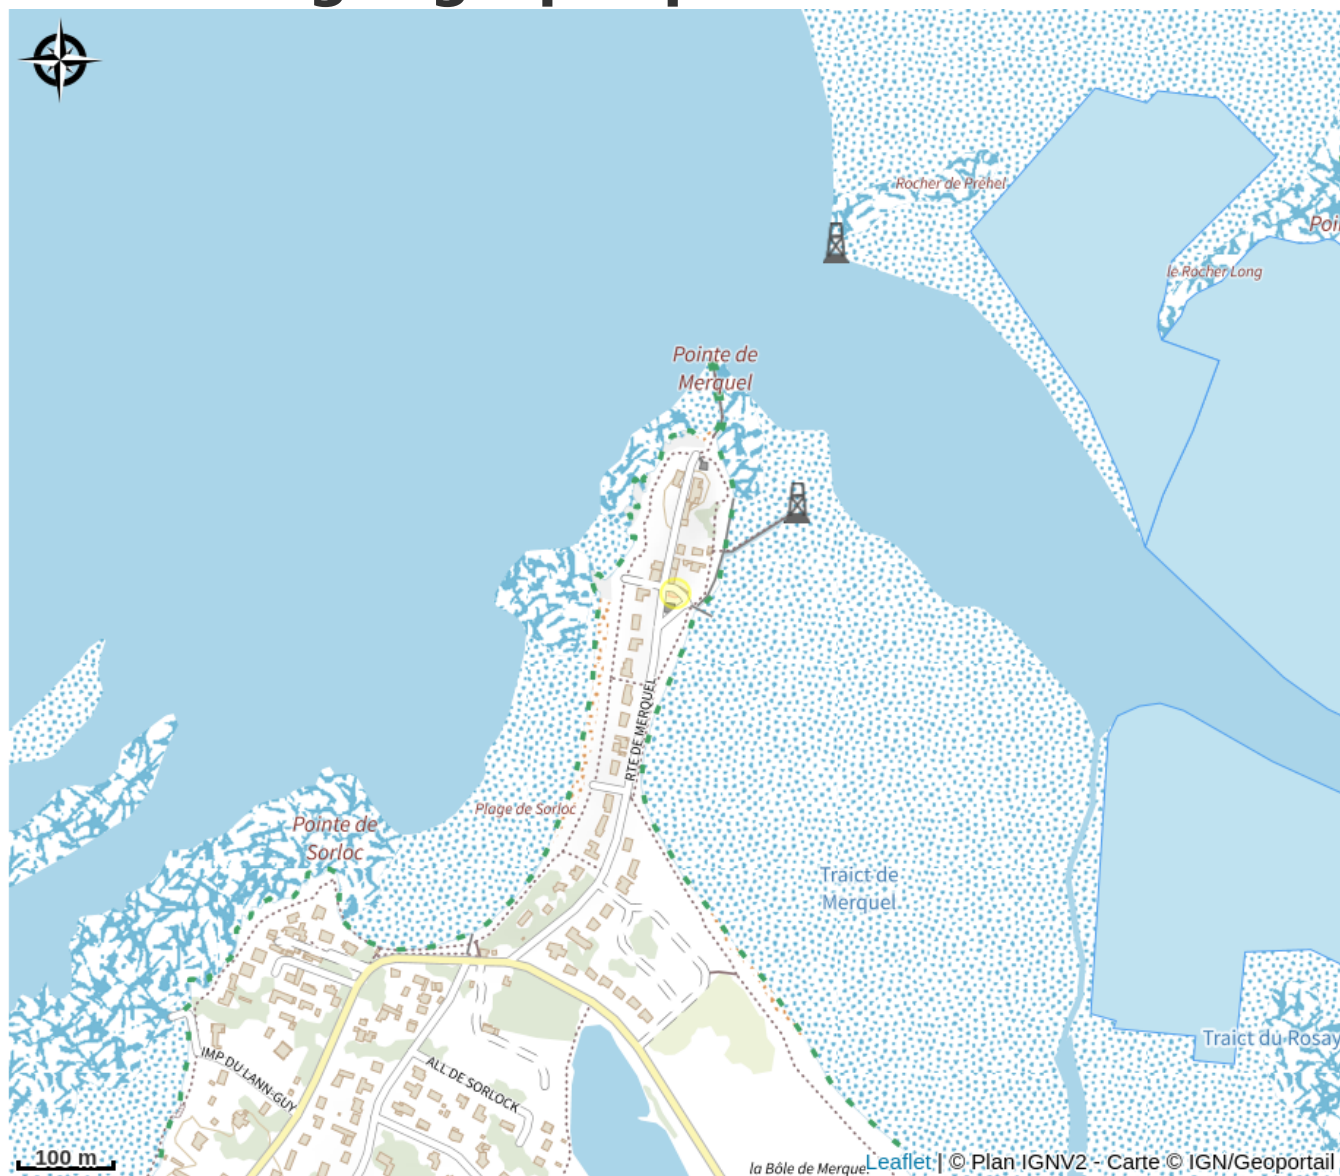 Rocher de Préhel
le Rocher Long
Pointe de
Merquel
RTE DE MERQUEL
Plage de Sorloc
Pointe de
Sorloc
Traict de
Merquel
Traict du Rosay
IMP DU LANN-GUY
ALL DE SORLOCK
100 m
la Bôle de Merquel
Leaflet | © Plan IGNV2 - Carte © IGN/Geoportail